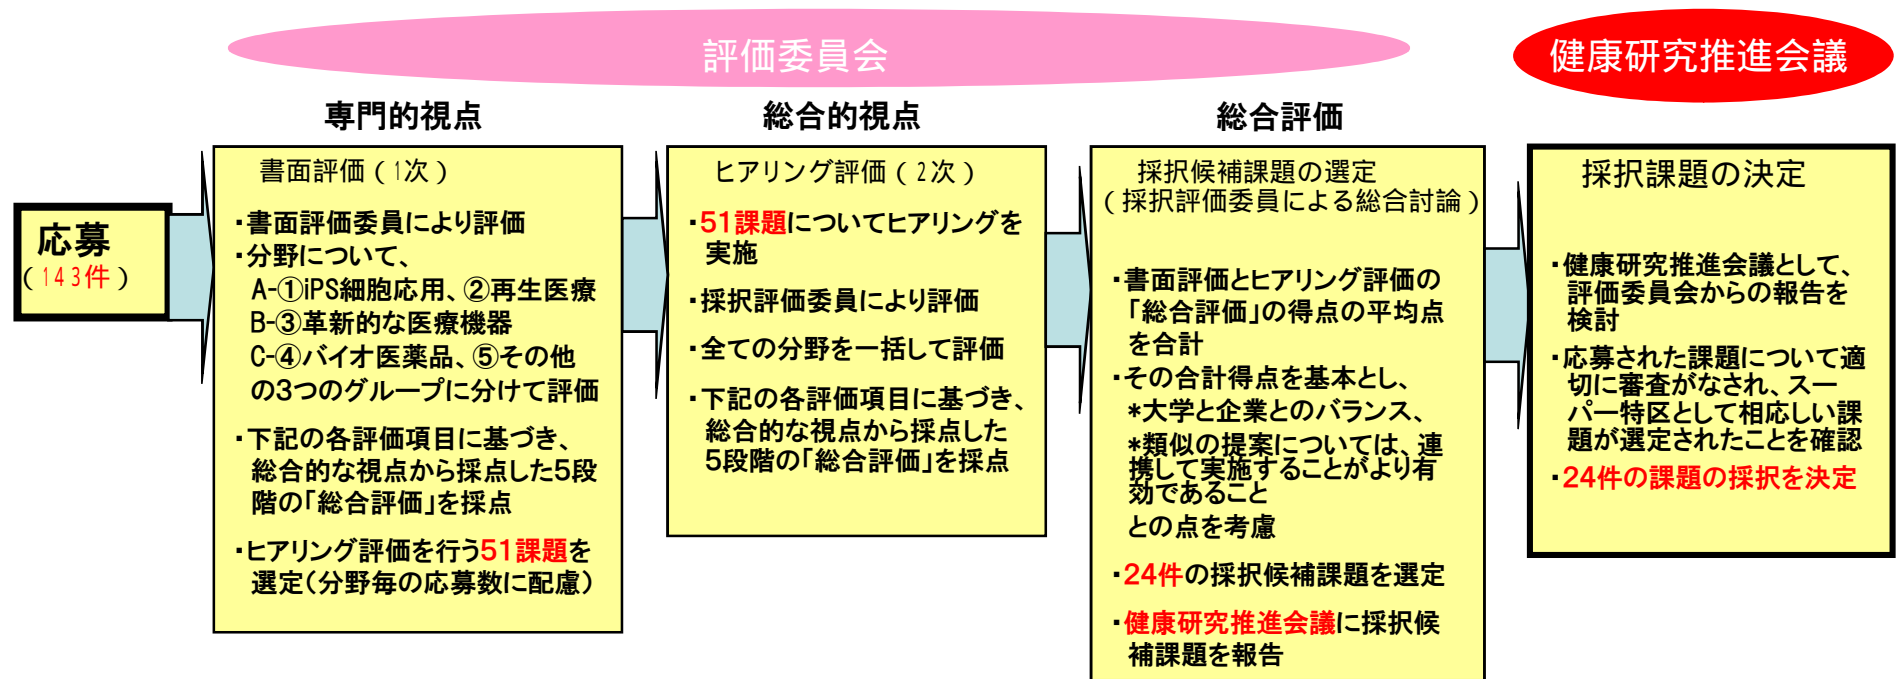 評価委員会
健康研究推進会議
専門的視点
総合的視点
総合評価
応募
(143件)
書面評価(1次)
・書面評価委員により評価
・分野について、
A-①iPS細胞応用、②再生医療
B-③革新的な医療機器
C-④バイオ医薬品、⑤その他
の3つのグループに分けて評価
・下記の各評価項目に基づき、
総合的な視点から採点した5段
階の「総合評価」を採点
・ヒアリング評価を行う51課題を
選定(分野毎の応募数に配慮)
ヒアリング評価(2次)
・51課題についてヒアリングを
実施
・採択評価委員により評価
・全ての分野を一括して評価
・下記の各評価項目に基づき、
総合的な視点から採点した
5段階の「総合評価」を採点
採択候補課題の選定
(採択評価委員による総合討論)
・書面評価とヒアリング評価の
「総合評価」の得点の平均点
を合計
・その合計得点を基本とし、
*大学と企業とのバランス、
*類似の提案については、連
携して実施することがより有
効であること
との点を考慮
・24件の採択候補課題を選定
・健康研究推進会議に採択候
補課題を報告
採択課題の決定
・健康研究推進会議として、
評価委員会からの報告を
検討
・応募された課題について適
切に審査がなされ、スー
パー特区として相応しい課
題が選定されたことを確認
・24件の課題の採択を決定